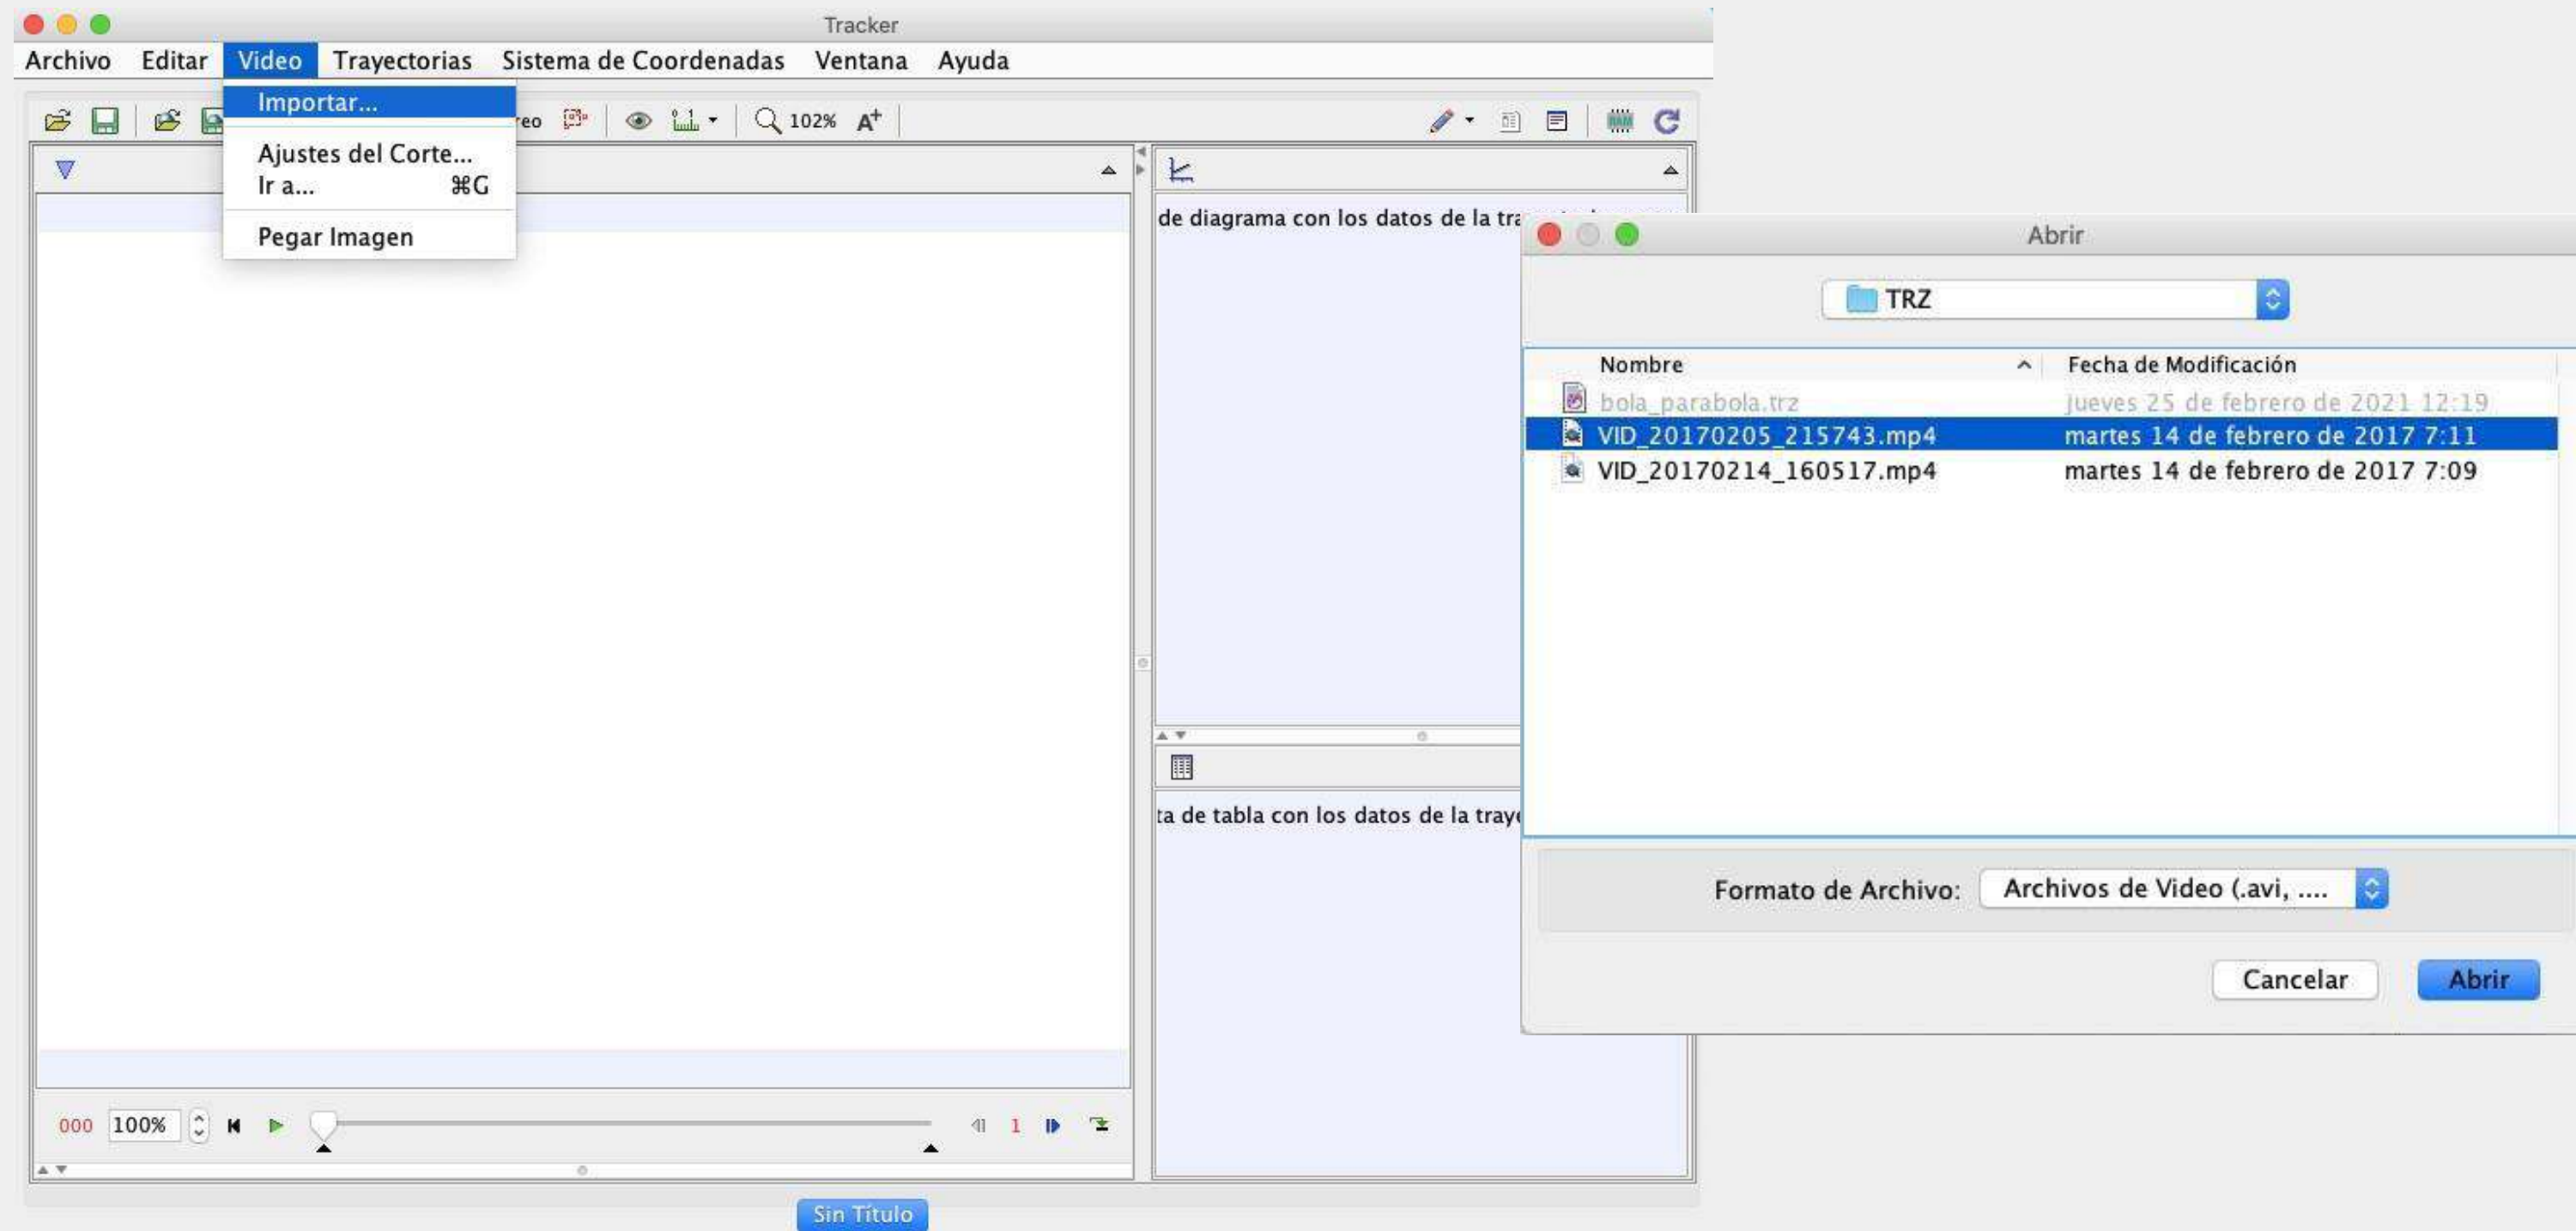 Tracker
Archivo Editar Video Trayectorias Sistema de Coordenadas Ventana Ayuda
Importar...
Ajustes del Corte...
Ir a... ⌘G
Pegar Imagen
reo 102% A+
de diagrama con los datos de la
ta de tabla con los datos de la
000 100% 1
Sin Título
Abrir
TRZ
Nombre Fecha de Modificación
bola_parabola.trz jueves 25 de febrero de 2021 12:19
VID_20170205_215743.mp4 martes 14 de febrero de 2017 7:11
VID_20170214_160517.mp4 martes 14 de febrero de 2017 7:09
Formato de Archivo: Archivos de Video (.avi, ....
Cancelar Abrir